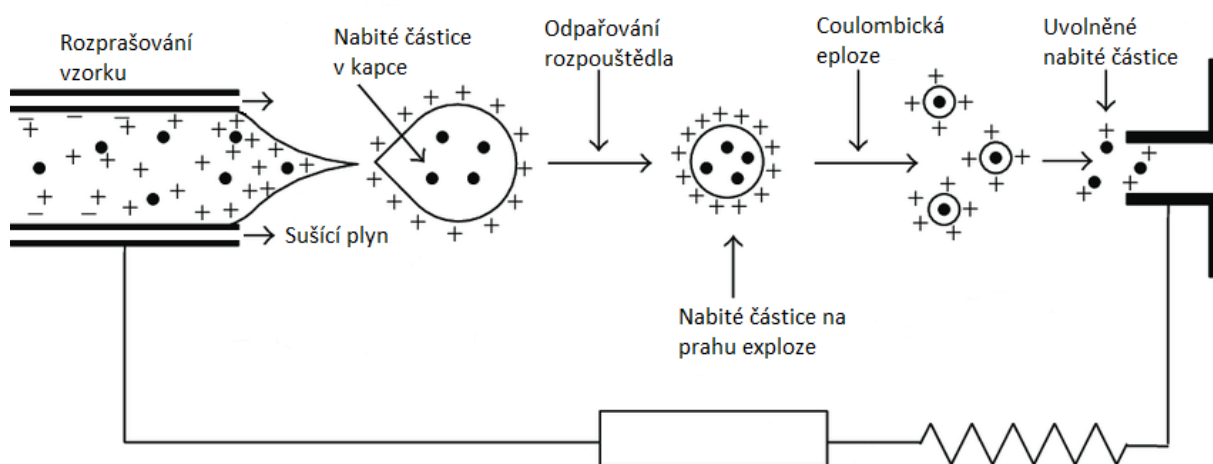 Rozprašování
vzorku
Nabité částice
v kapce
Odpařování
rozpouštědla
Coulombická
eploze
Uvolněné
nabité částice
Sušící plyn
Nabité částice na
prahu exploze